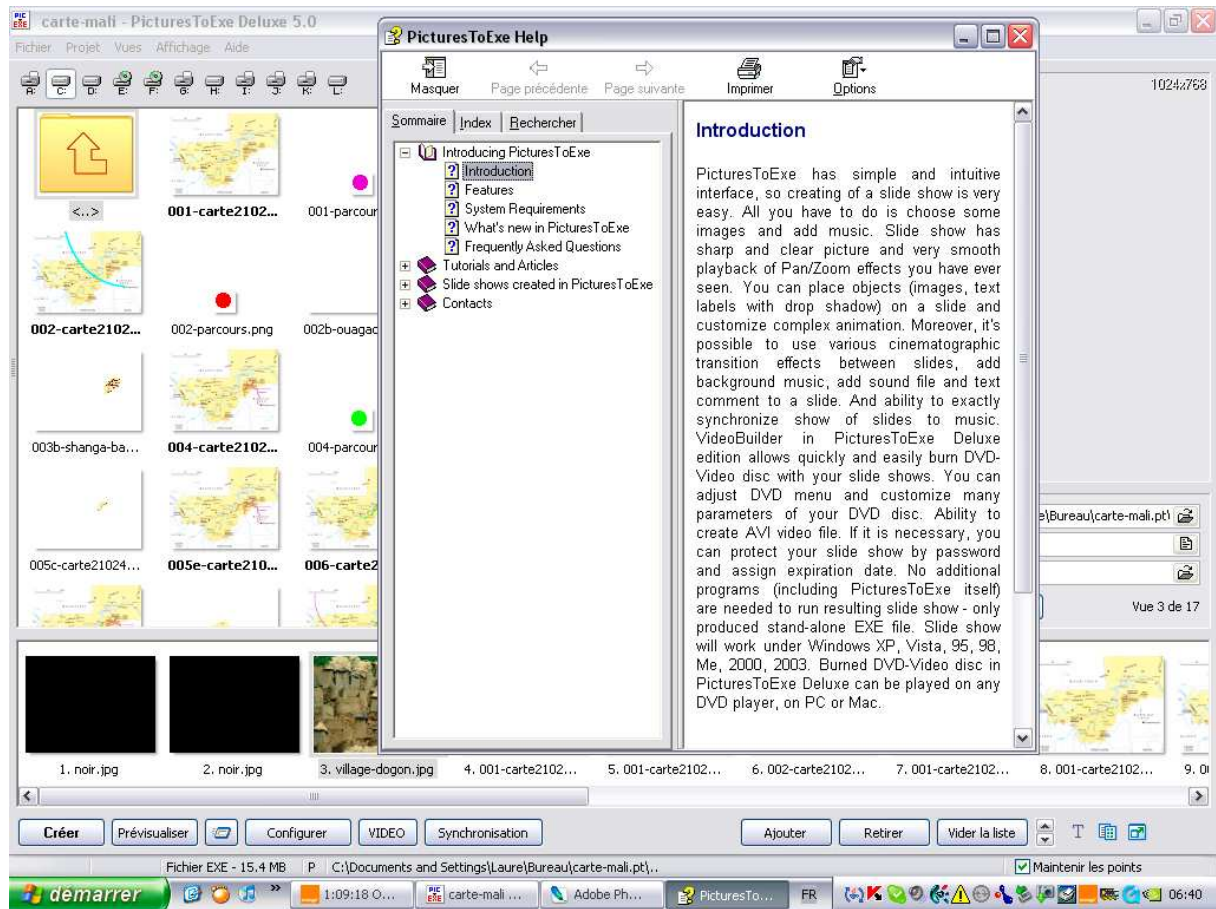 carte-mali - PicturesToExe Deluxe 5.0
Fichier Projet Vues Affichage Aide
A: C: D: E: F: G: H: I: J: K: L:
1024x768
<..>
001-carte2102...
001-parcour
002-carte2102...
002-parcours.png
002b-ouagac
003b-shanga-ba...
004-carte2102...
004-parcour
005c-carte21024...
005e-carte210...
006-carte2
PicturesToExe Help
Masquer
Page précédente
Page suivante
Imprimer
Options
Sommaire
Index
Rechercher
Introducing PicturesToExe
Introduction
Features
System Requirements
What's new in PicturesToExe
Frequently Asked Questions
Tutorials and Articles
Slide shows created in PicturesToExe
Contacts
Introduction
PicturesToExe has simple and intuitive
interface, so creating of a slide show is very
easy. All you have to do is choose some
images and add music. Slide show has
sharp and clear picture and very smooth
playback of Pan/Zoom effects you have ever
seen. You can place objects (images, text
labels with drop shadow) on a slide and
customize complex animation. Moreover, it's
possible to use various cinematographic
transition effects between slides, add
background music, add sound file and text
comment to a slide. And ability to exactly
synchronize show of slides to music.
VideoBuilder in PicturesToExe Deluxe
edition allows quickly and easily burn DVD-
Video disc with your slide shows. You can
adjust DVD menu and customize many
parameters of your DVD disc. Ability to
create AVI video file. If it is necessary, you
can protect your slide show by password
and assign expiration date. No additional
programs (including PicturesToExe itself)
are needed to run resulting slide show - only
produced stand-alone EXE file. Slide show
will work under Windows XP, Vista, 95, 98,
Me, 2000, 2003. Burned DVD-Video disc in
PicturesToExe Deluxe can be played on any
DVD player, on PC or Mac.
e\Bureau\carte-mali.pt\
Vue 3 de 17
1. noir.jpg
2. noir.jpg
3. village-dogon.jpg
4. 001-carte2102...
5. 001-carte2102...
6. 002-carte2102...
7. 001-carte2102...
8. 001-carte2102...
9. 0
Créer
Prévisualiser
Configurer
VIDEO
Synchronisation
Ajouter
Retirer
Vider la liste
Fichier EXE - 15.4 MB P C:\Documents and Settings\Laure\Bureau\carte-mali.pt\..
Maintenir les points
démarrer
1:09:18 O...
carte-mali ...
Adobe Ph...
PicturesTo...
FR
06:40